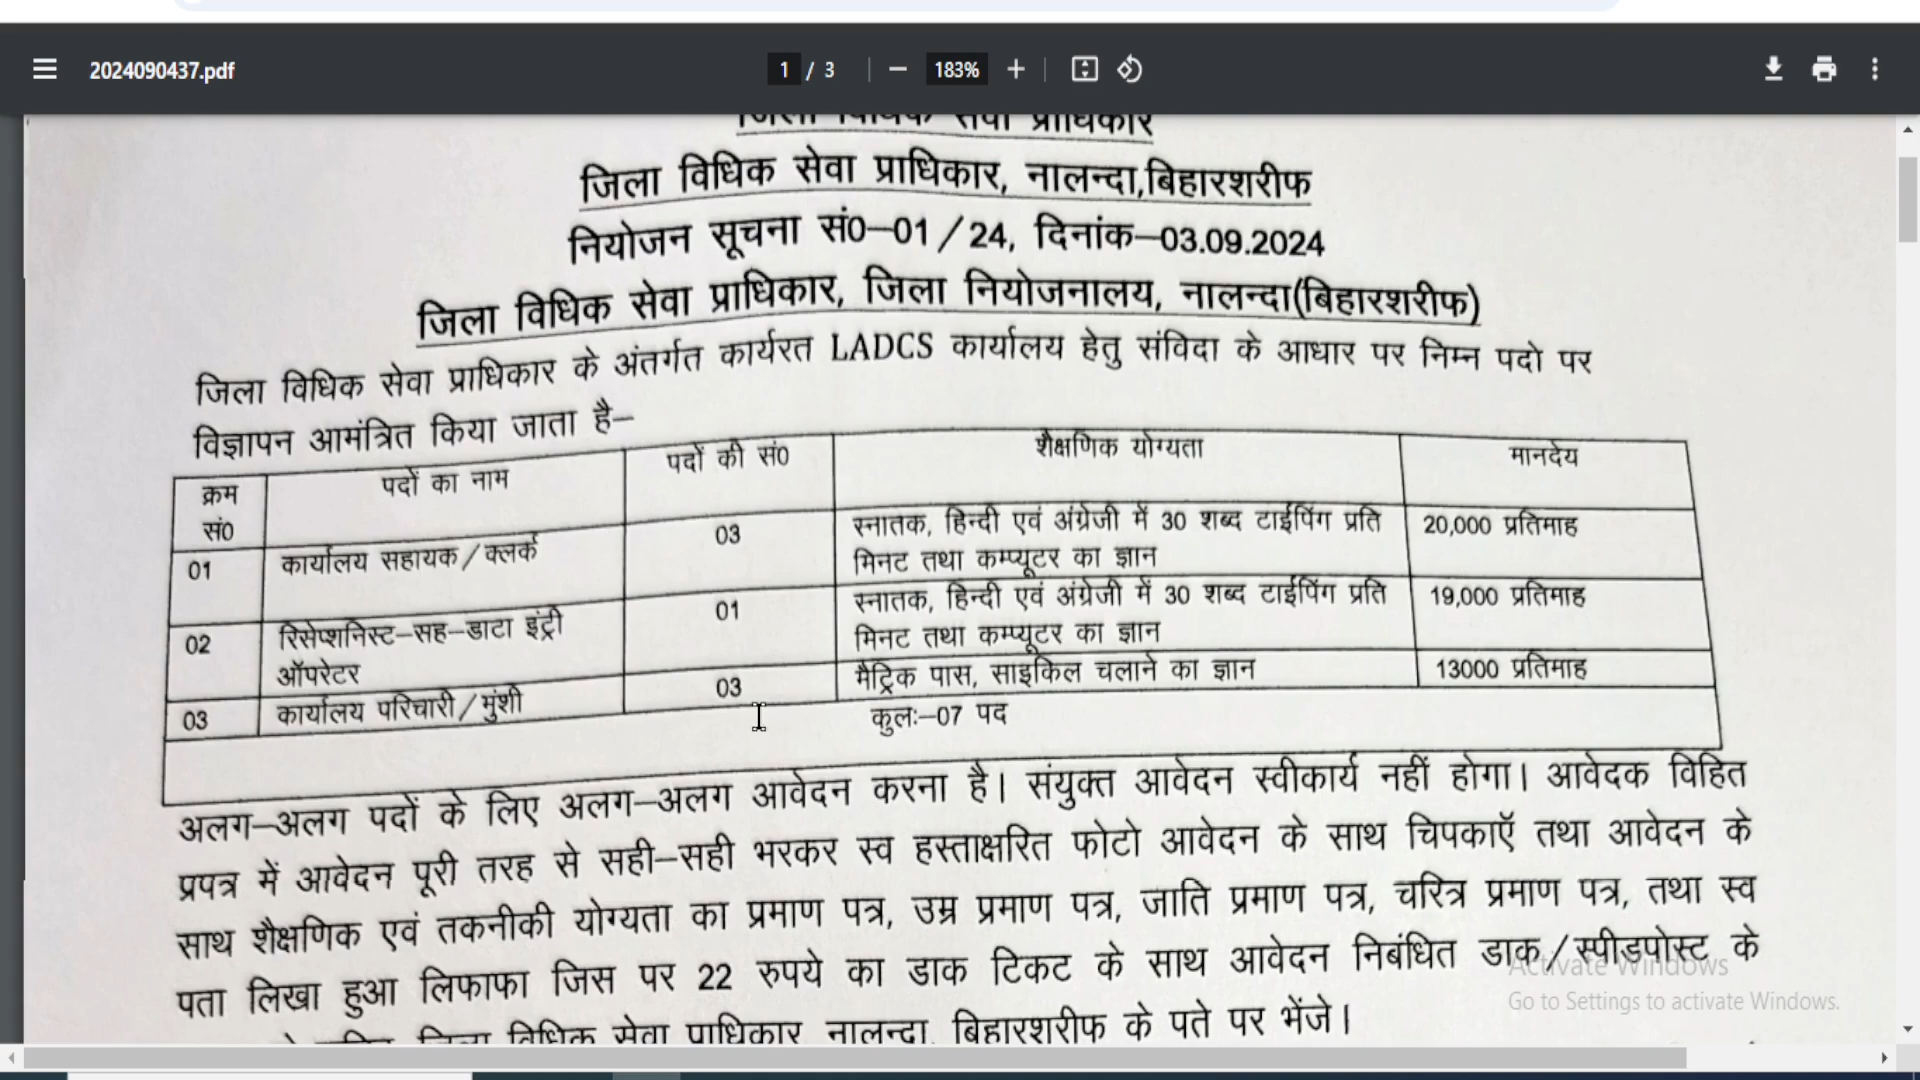 2024090437.pdf
1 / 3
183%
जिला विधिक सेवा प्राधिकार
जिला विधिक सेवा प्राधिकार, नालन्दा,बिहारशरीफ
नियोजन सूचना सं0–01/24, दिनांक–03.09.2024
जिला विधिक सेवा प्राधिकार, जिला नियोजनालय, नालन्दा(बिहारशरीफ)
जिला विधिक सेवा प्राधिकार के अंतर्गत कार्यरत LADCS कार्यालय हेतु संविदा के आधार पर निम्न पदो पर
विज्ञापन आमंत्रित किया जाता है–
क्रम सं0 पदों का नाम पदों की सं0 शैक्षणिक योग्यता मानदेय
01 कार्यालय सहायक/क्लर्क 03 स्नातक, हिन्दी एवं अंग्रेजी में 30 शब्द टाईपिंग प्रति 20,000 प्रतिमाह
मिनट तथा कम्प्यूटर का ज्ञान
02 रिसेप्शनिस्ट–सह–डाटा इंट्री 01 स्नातक, हिन्दी एवं अंग्रेजी में 30 शब्द टाईपिंग प्रति 19,000 प्रतिमाह
ऑपरेटर मिनट तथा कम्प्यूटर का ज्ञान
03 कार्यालय परिचारी/मुंशी 03 मैट्रिक पास, साइकिल चलाने का ज्ञान 13000 प्रतिमाह
कुलः–07 पद
अलग–अलग पदों के लिए अलग–अलग आवेदन करना है। संयुक्त आवेदन स्वीकार्य नहीं होगा। आवेदक विहित
प्रपत्र में आवेदन पूरी तरह से सही–सही भरकर स्व हस्ताक्षरित फोटो आवेदन के साथ चिपकाऍ तथा आवेदन के
साथ शैक्षणिक एवं तकनीकी योग्यता का प्रमाण पत्र, उम्र प्रमाण पत्र, जाति प्रमाण पत्र, चरित्र प्रमाण पत्र, तथा स्व
पता लिखा हुआ लिफाफा जिस पर 22 रुपये का डाक टिकट के साथ आवेदन निबंधित डाक/स्पीडपोस्ट के
जिला विधिक सेवा प्राधिकार, नालन्दा, बिहारशरीफ के पते पर भेंजे।
Activate Windows
Go to Settings to activate Windows.